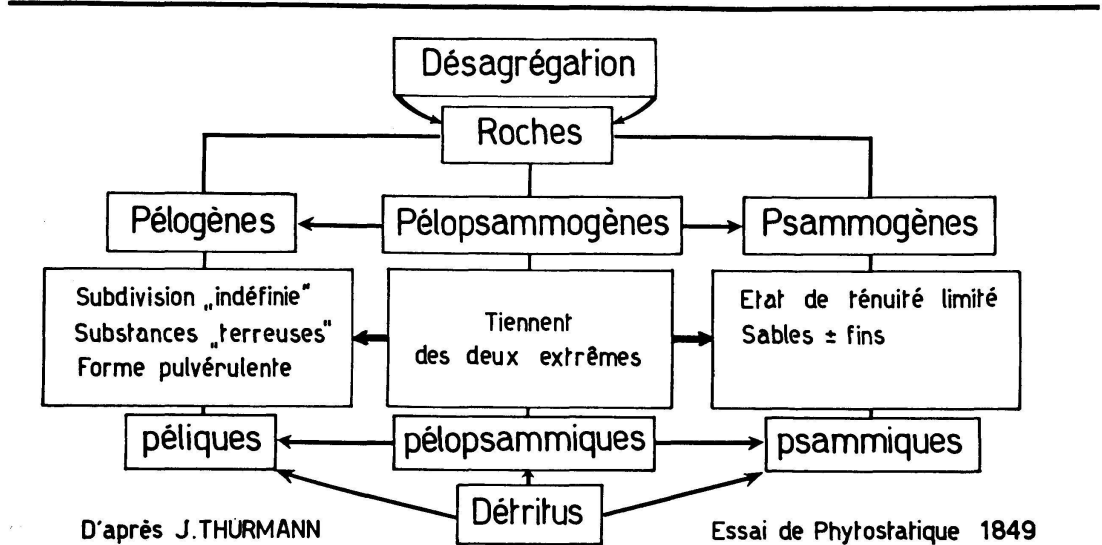 Désagrégation
Roches
Pélogènes
Pélopsammogènes
Psammogènes
Subdivision „indéfinie"
Substances „terreuses"
Forme pulvérulente
Tiennent
des deux extrêmes
Etat de ténuité limité
Sables ± fins
péliques
pélopsammiques
psammiques
Détritus
D'après J.THURMANN
Essai de Phytostatique 1849